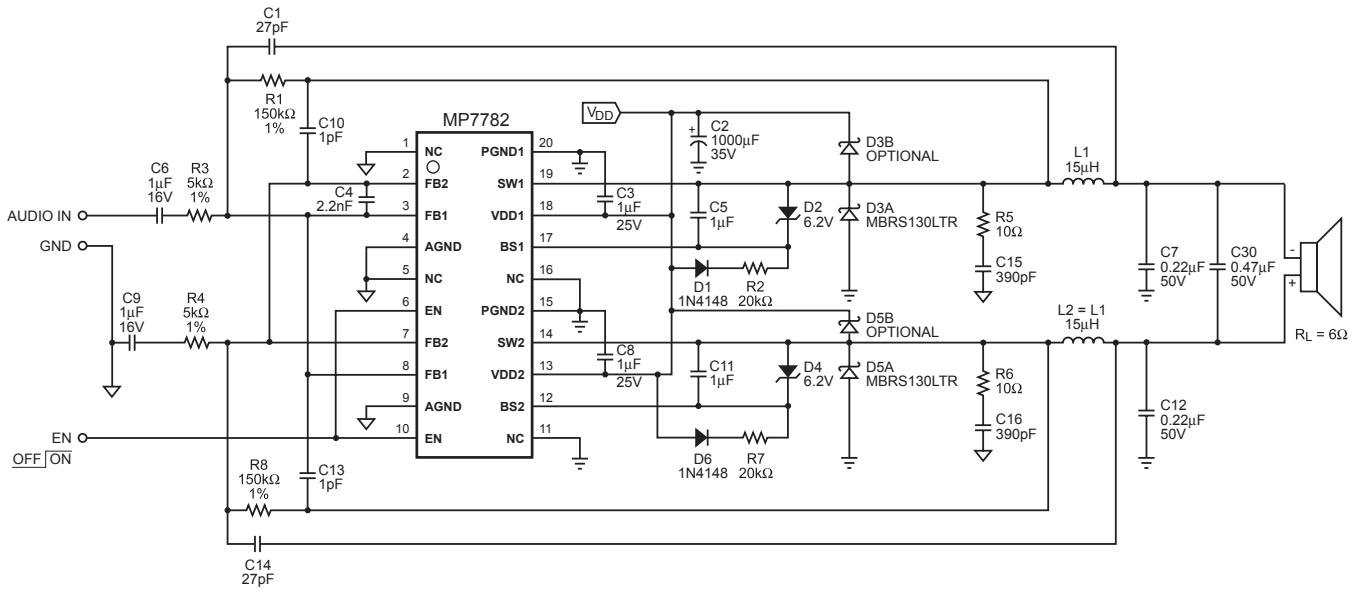 C1
27pF
R1
150kΩ
1%
C10
1pF
C6
1μF
16V
R3
5kΩ
1%
AUDIO IN
GND
C9
1μF
16V
R4
5kΩ
1%
C4
2.2nF
EN
OFF ON
R8
150kΩ
1%
C13
1pF
C14
27pF
MP7782
1 NC PGND1 20
2 FB2 SW1 19
3 FB1 VDD1 18
4 AGND BS1 17
5 NC NC 16
6 EN PGND2 15
7 FB2 SW2 14
8 FB1 VDD2 13
9 AGND BS2 12
10 EN NC 11
VDD
+
C2
1000μF
35V
C3
1μF
25V
C5
1μF
D2
6.2V
D1
1N4148
R2
20kΩ
D3B
OPTIONAL
D3A
MBRS130LTR
R5
10Ω
C15
390pF
L1
15μH
C7
0.22μF
50V
C30
0.47μF
50V
-
+
RL = 6Ω
C8
1μF
25V
C11
1μF
D4
6.2V
D6
1N4148
R7
20kΩ
D5B
OPTIONAL
D5A
MBRS130LTR
R6
10Ω
C16
390pF
L2 = L1
15μH
C12
0.22μF
50V